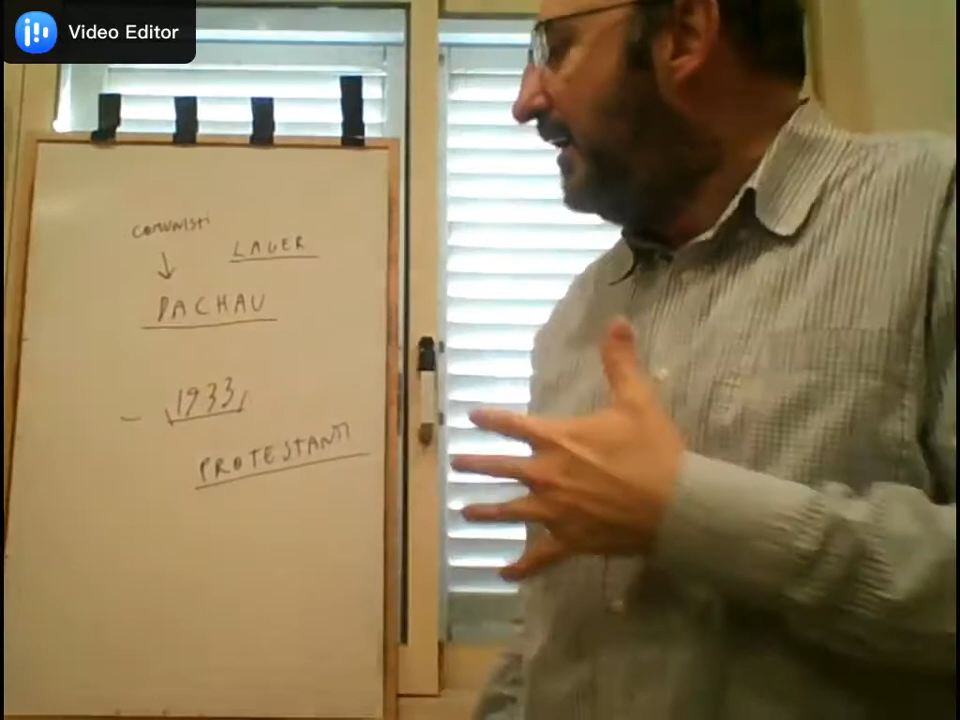 Video Editor
COMUNISTI
LAGER
DACHAU
- 1933
PROTESTANTI